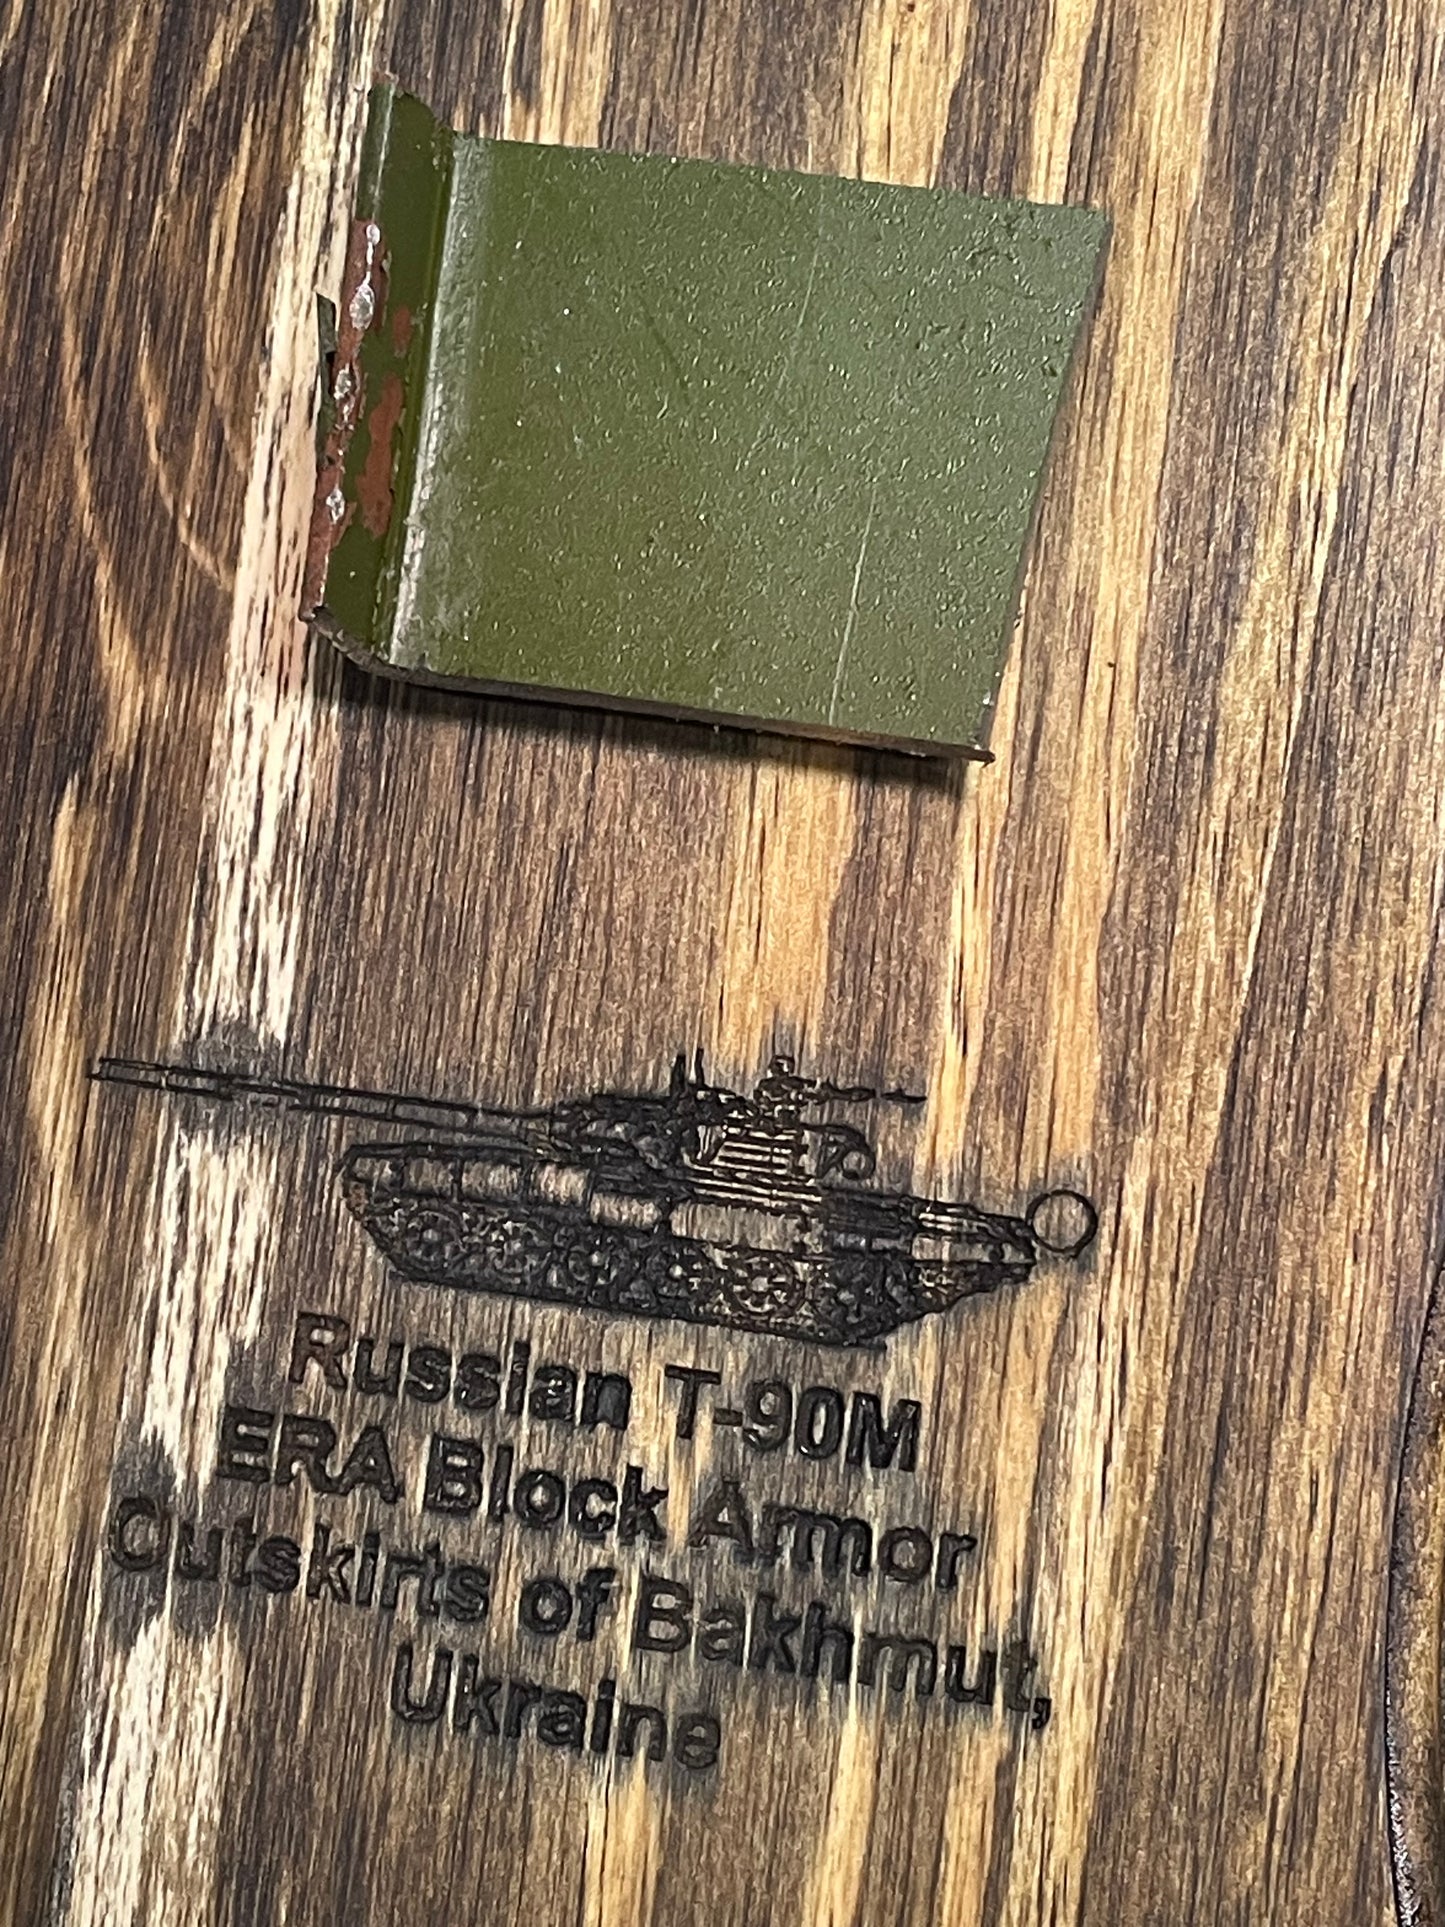 Russian T-90M
ERA Block Armor
Outskirts of Bakhmut,
Ukraine